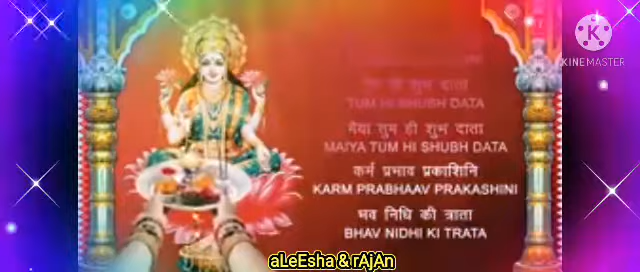 TUM HI SHUBH DATA
मैया तुम ही शुभ दाता
MAIYA TUM HI SHUBH DATA
कर्म प्रभाव प्रकाशिनि
KARM PRABHAAV PRAKASHINI
भव निधि की त्राता
BHAV NIDHI KI TRATA
K
KINEMASTER
aLeEsha & rAjAn